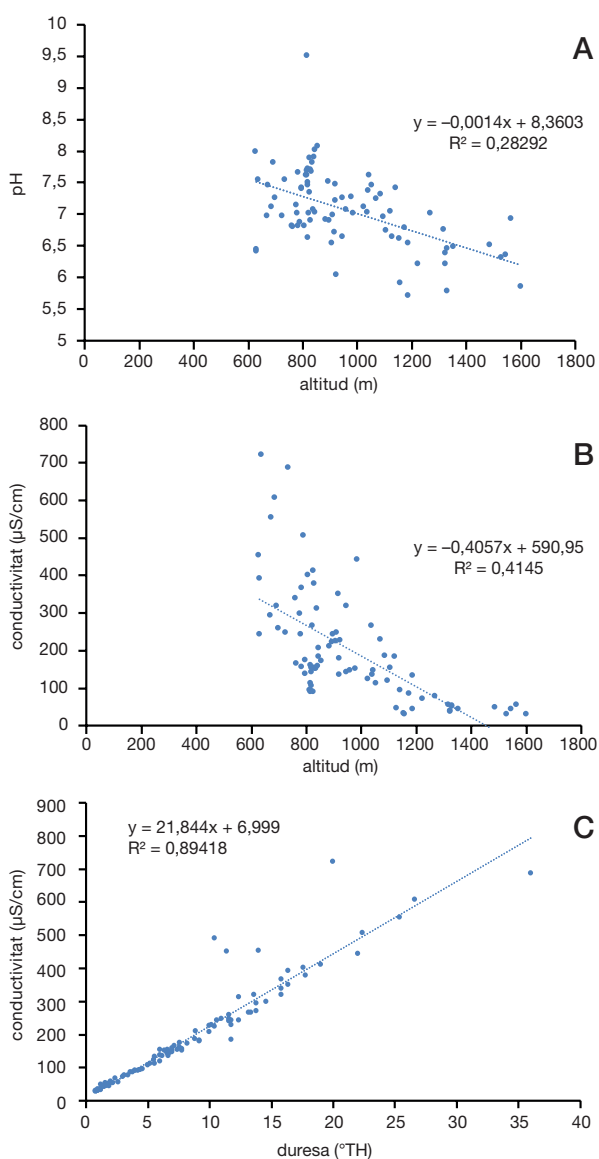 10
9,5
9
8,5
8
7,5
7
6,5
6
5,5
5
pH
A
y = –0,0014x + 8,3603
R² = 0,28292
0 200 400 600 800 1000 1200 1400 1600 1800
altitud (m)
800
700
600
500
400
300
200
100
0
conductivitat (µS/cm)
B
y = –0,4057x + 590,95
R² = 0,4145
0 200 400 600 800 1000 1200 1400 1600 1800
altitud (m)
900
800
700
600
500
400
300
200
100
0
conductivitat (µS/cm)
y = 21,844x + 6,999
R² = 0,89418
C
0 5 10 15 20 25 30 35 40
duresa (°TH)